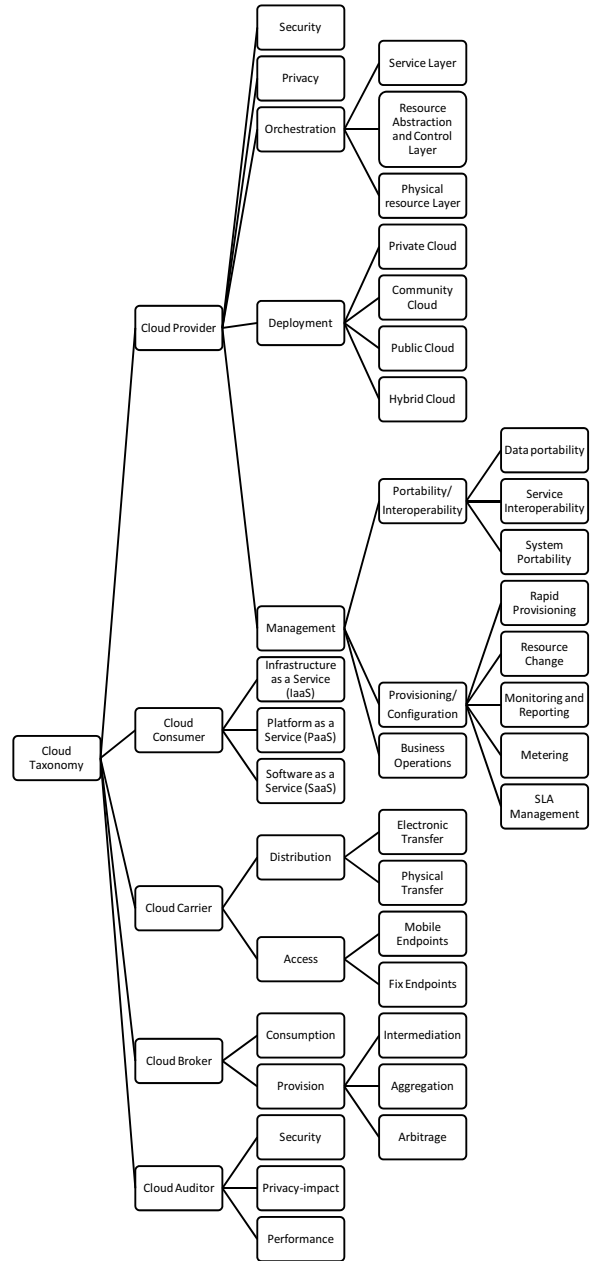 Security
Privacy
Orchestration
Service Layer
Resource
Abstraction
and Control
Layer
Physical
resource Layer
Cloud Provider
Deployment
Private Cloud
Community
Cloud
Public Cloud
Hybrid Cloud
Management
Portability/
Interoperability
Data portability
Service
Interoperability
System
Portability
Provisioning/
Configuration
Rapid
Provisioning
Resource
Change
Monitoring and
Reporting
Metering
SLA
Management
Business
Operations
Cloud
Taxonomy
Cloud
Consumer
Infrastructure
as a Service
(IaaS)
Platform as a
Service (PaaS)
Software as a
Service (SaaS)
Cloud Carrier
Distribution
Electronic
Transfer
Physical
Transfer
Access
Mobile
Endpoints
Fix Endpoints
Cloud Broker
Consumption
Provision
Intermediation
Aggregation
Arbitrage
Cloud Auditor
Security
Privacy-impact
Performance